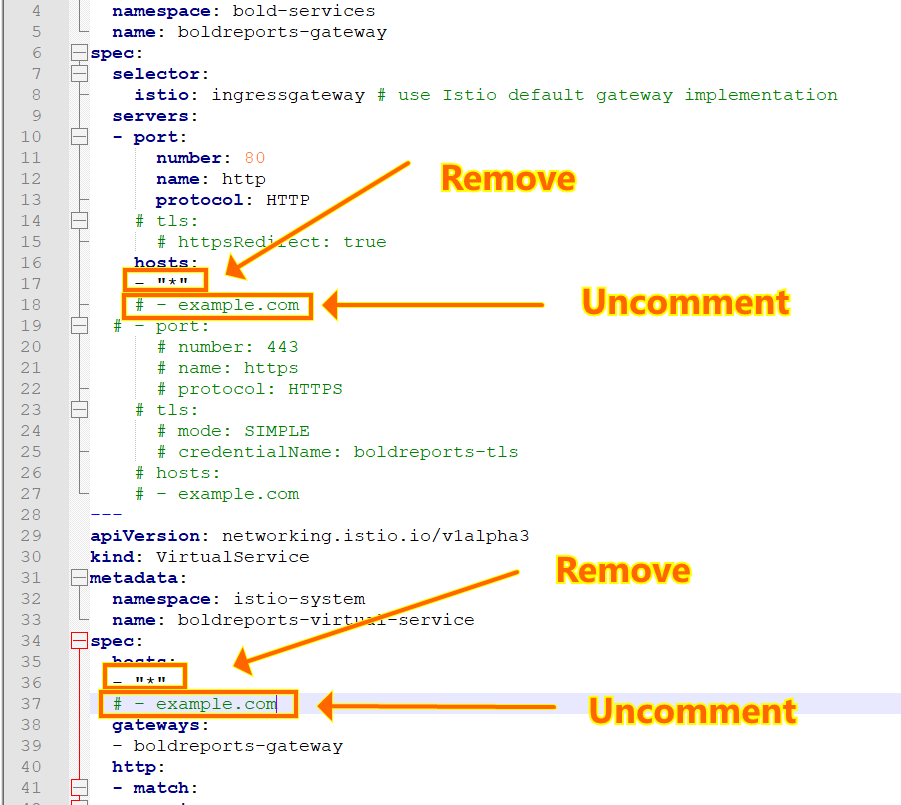 4 namespace: bold-services
5 name: boldreports-gateway
6 spec:
7 selector:
8 istio: ingressgateway # use Istio default gateway implementation
9 servers:
10 - port:
11 number: 80
12 name: http
13 protocol: HTTP
Remove
14 # tls:
15 # httpsRedirect: true
16 hosts:
17 - "*"
18 # - example.com
Uncomment
19 # - port:
20 # number: 443
21 # name: https
22 # protocol: HTTPS
23 # tls:
24 # mode: SIMPLE
25 # credentialName: boldreports-tls
26 # hosts:
27 # - example.com
28 ---
29 apiVersion: networking.istio.io/v1alpha3
30 kind: VirtualService
31 metadata:
Remove
32 namespace: istio-system
33 name: boldreports-virtual-service
34 spec:
35 hosts:
36 - "*"
37 # - example.com
Uncomment
38 gateways:
39 - boldreports-gateway
40 http:
41 - match: